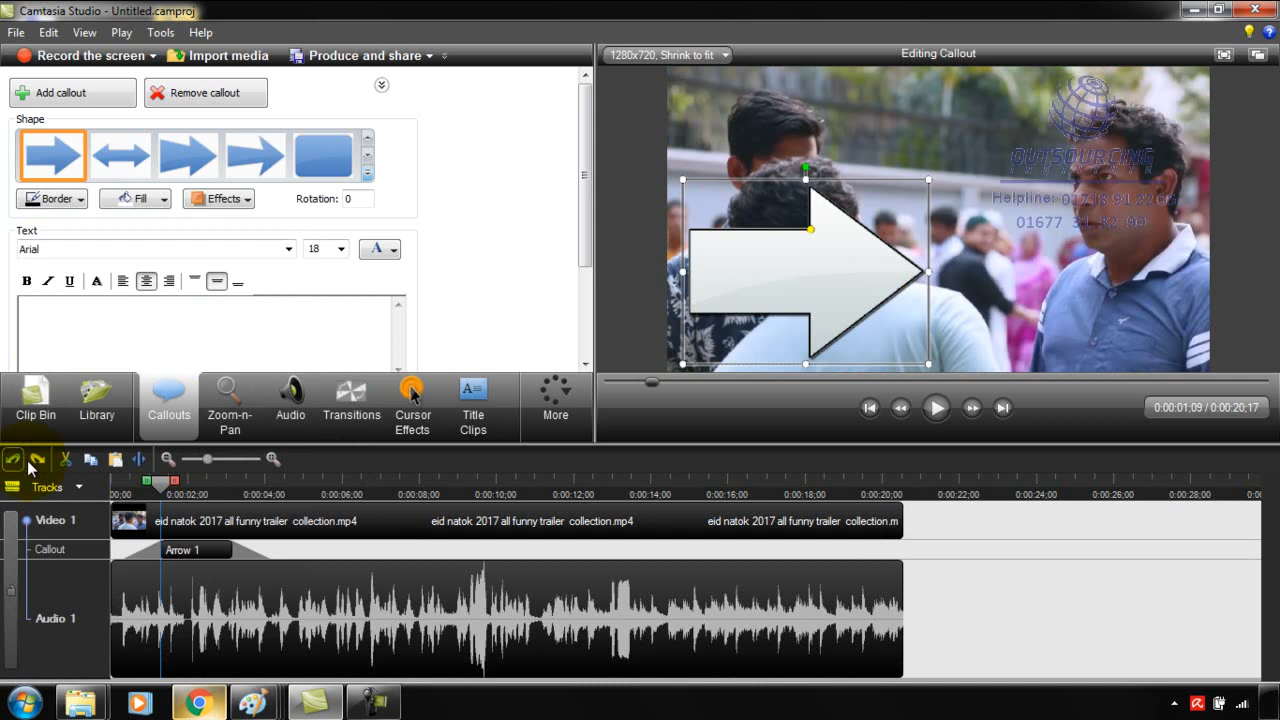 Camtasia Studio - Untitled.camproj
File Edit View Play Tools Help
Record the screen Import media Produce and share
1280x720, Shrink to fit
Editing Callout
Add callout
Remove callout
Shape
Border
Fill
Effects
Rotation: 0
Text
Arial
18
A
B I U A
OUTSOURCING
Helpline:
01677
Clip Bin
Library
Callouts
Zoom-n-Pan
Audio
Transitions
Cursor Effects
Title Clips
More
0:00:01;09 / 0:00:20;17
Tracks
00;00 0:00:02;00 0:00:04;00 0:00:06;00 0:00:08;00 0:00:10;00 0:00:12;00 0:00:14;00 0:00:16;00 0:00:18;00 0:00:20;00 0:00:22;00 0:00:24;00 0:00:26;00 0:00:28;00 0:00
Video 1
eid natok 2017 all funny trailer collection.mp4
eid natok 2017 all funny trailer collection.mp4
eid natok 2017 all funny trailer collection.m
Callout
Arrow 1
Audio 1